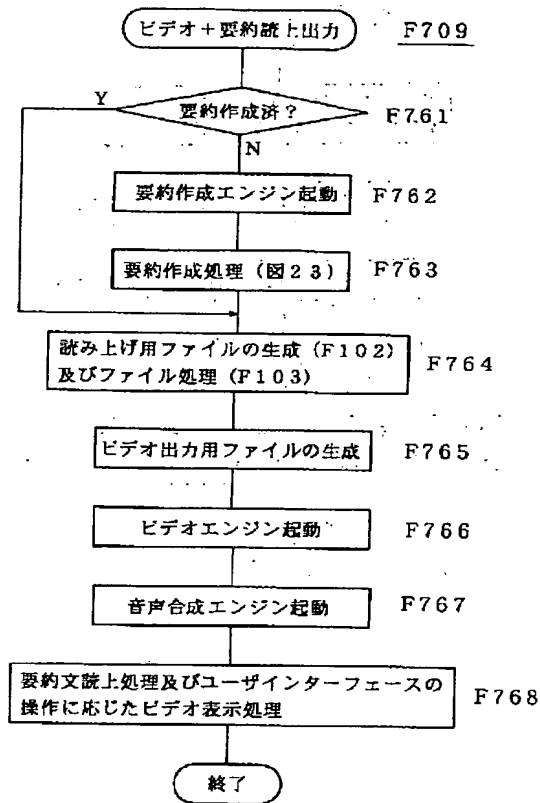 ビデオ+要約読上出力 F709
Y
要約作成済? F761
N
要約作成エンジン起動 F762
要約作成処理(図23) F763
読み上げ用ファイルの生成(F102)
及びファイル処理(F103)
F764
ビデオ出力用ファイルの生成 F765
ビデオエンジン起動 F766
音声合成エンジン起動 F767
要約文読上処理及びユーザインターフェースの
操作に応じたビデオ表示処理
F768
終了